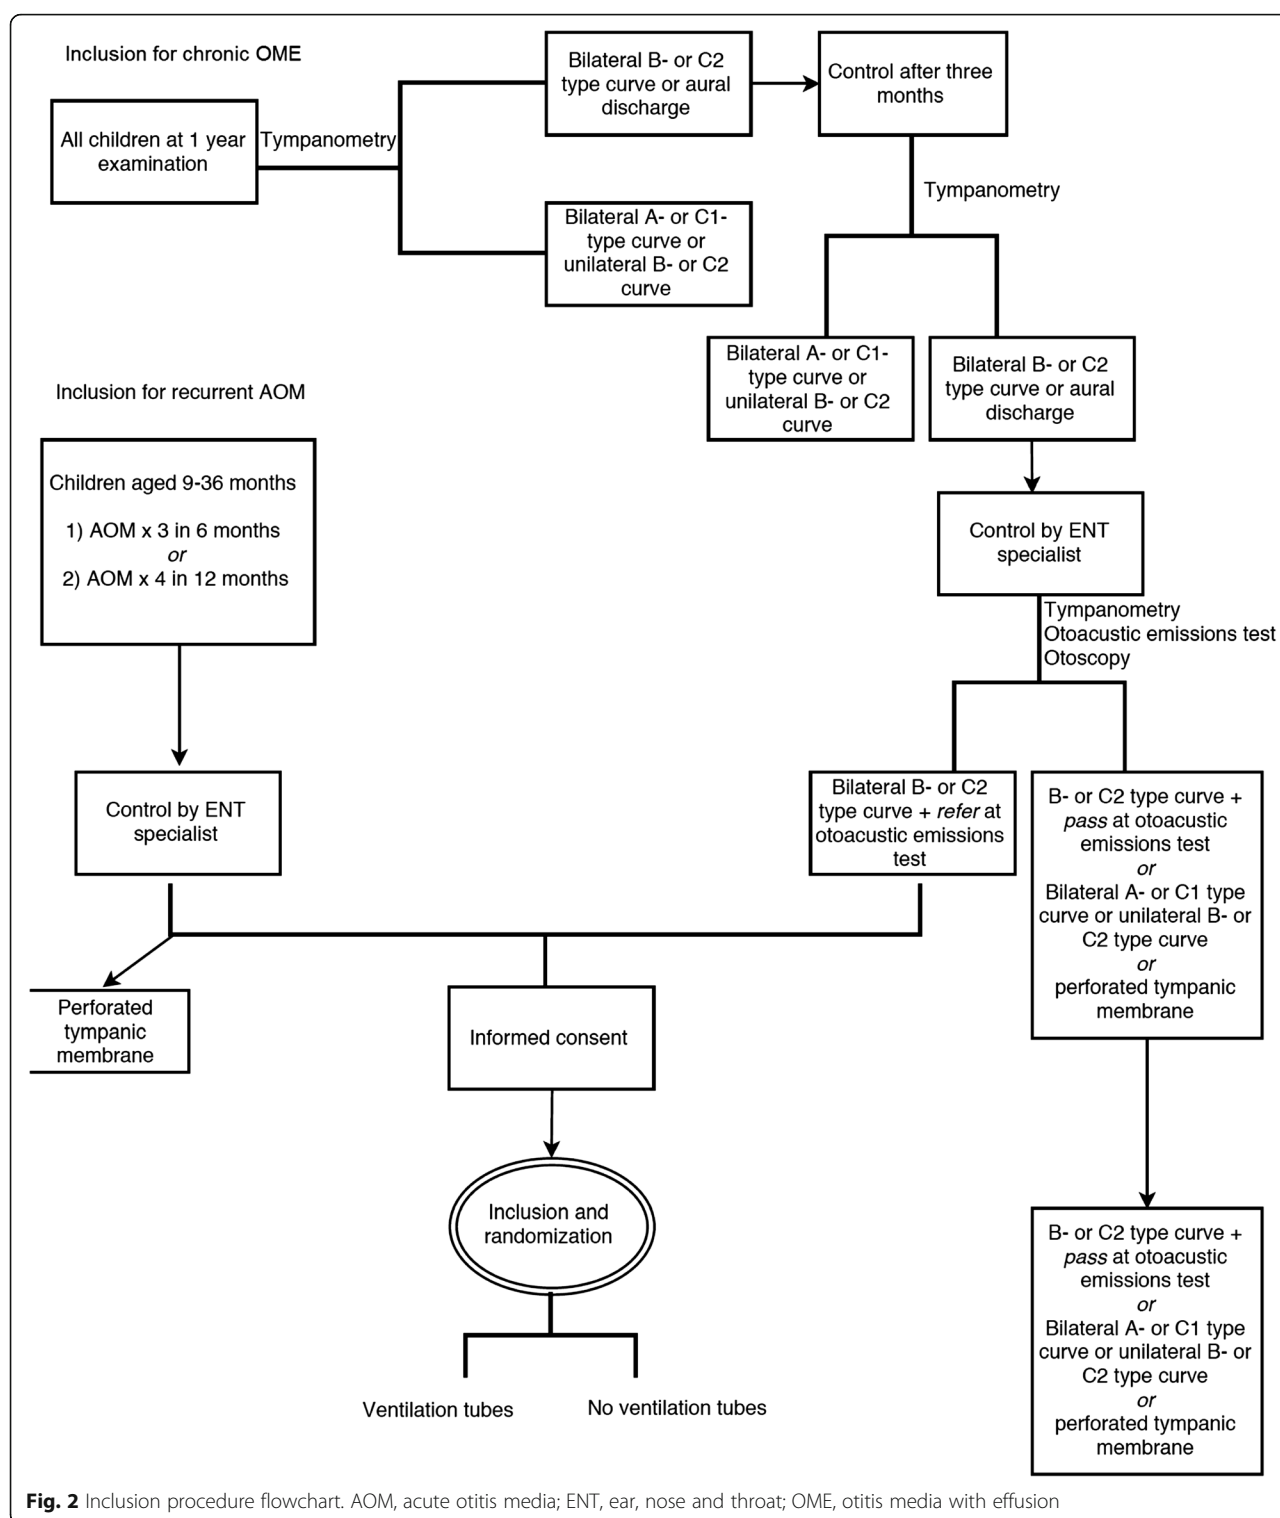 Inclusion for chronic OME
All children at 1 year
examination
Tympanometry
Bilateral B- or C2
type curve or aural
discharge
Control after three
months
Bilateral A- or C1-
type curve or
unilateral B- or C2
curve
Tympanometry
Bilateral A- or C1-
type curve or
unilateral B- or C2
curve
Bilateral B- or C2
type curve or aural
discharge
Control by ENT
specialist
Tympanometry
Otoacustic emissions test
Otoscopy
Bilateral B- or C2
type curve + refer at
otoacustic emissions
test
B- or C2 type curve +
pass at otoacustic
emissions test
or
Bilateral A- or C1 type
curve or unilateral B- or
C2 type curve
or
perforated tympanic
membrane
B- or C2 type curve +
pass at otoacustic
emissions test
or
Bilateral A- or C1 type
curve or unilateral B- or
C2 type curve
or
perforated tympanic
membrane
Inclusion for recurrent AOM
Children aged 9-36 months
1) AOM x 3 in 6 months
or
2) AOM x 4 in 12 months
Control by ENT
specialist
Perforated
tympanic
membrane
Informed consent
Inclusion and
randomization
Ventilation tubes
No ventilation tubes
Fig. 2 Inclusion procedure flowchart. AOM, acute otitis media; ENT, ear, nose and throat; OME, otitis media with effusion